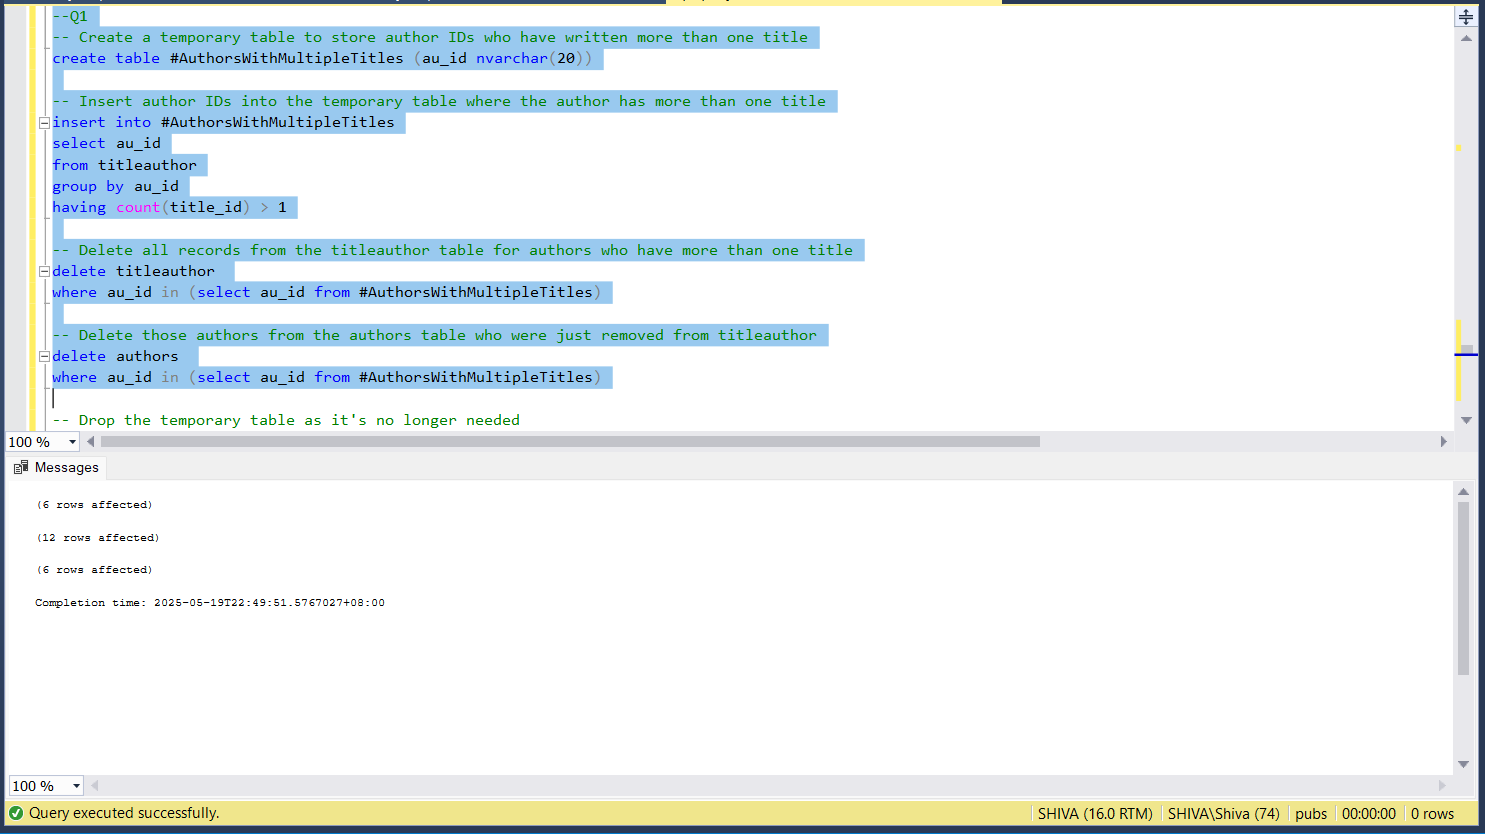 --Q1
-- Create a temporary table to store author IDs who have written more than one title
create table #AuthorsWithMultipleTitles (au_id nvarchar(20))
-- Insert author IDs into the temporary table where the author has more than one title
insert into #AuthorsWithMultipleTitles
select au_id
from titleauthor
group by au_id
having count(title_id) > 1
-- Delete all records from the titleauthor table for authors who have more than one title
delete titleauthor
where au_id in (select au_id from #AuthorsWithMultipleTitles)
-- Delete those authors from the authors table who were just removed from titleauthor
delete authors
where au_id in (select au_id from #AuthorsWithMultipleTitles)
-- Drop the temporary table as it's no longer needed
100 %
Messages
(6 rows affected)
(12 rows affected)
(6 rows affected)
Completion time: 2025-05-19T22:49:51.5767027+08:00
100 %
Query executed successfully.
SHIVA (16.0 RTM)
SHIVA\Shiva (74)
pubs
00:00:00
0 rows